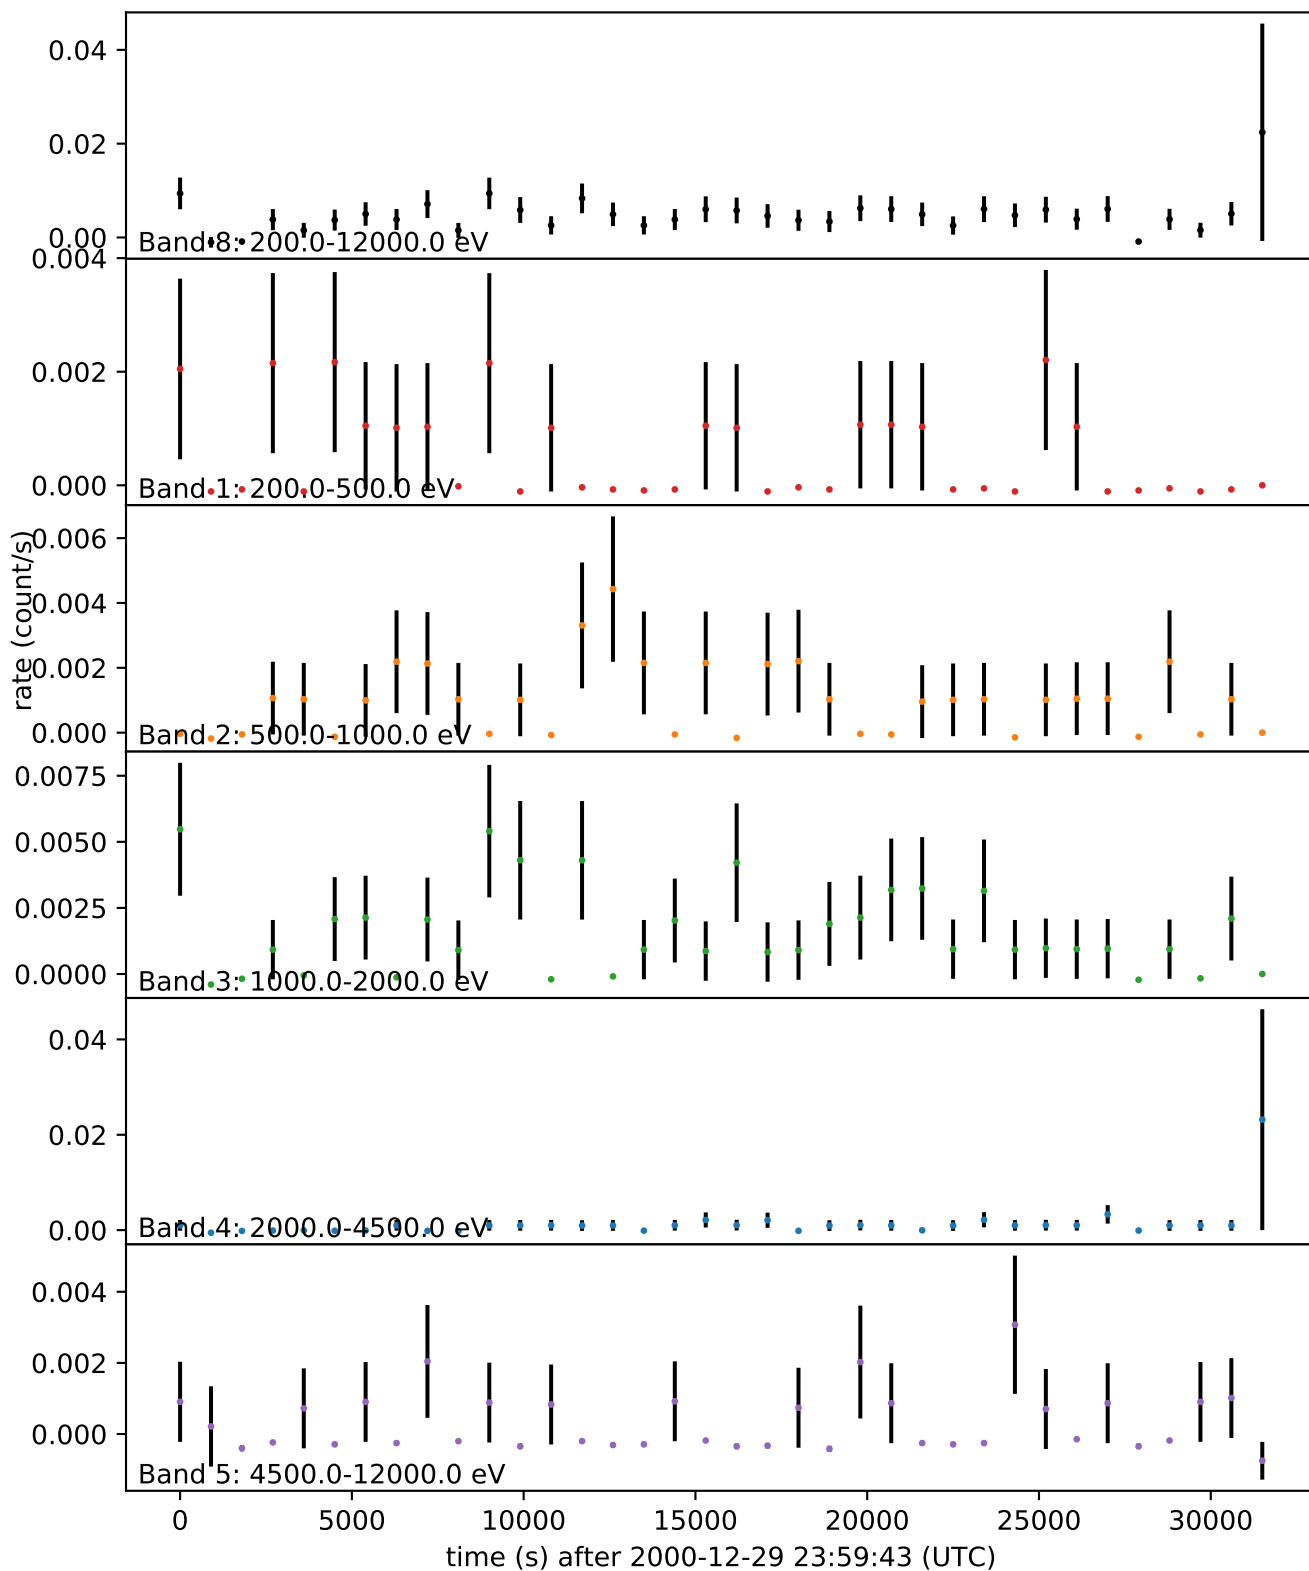 0.04
0.02
0.00
Band 8: 200.0-12000.0 eV
0.004
0.002
0.000
Band 1: 200.0-500.0 eV
rate (count/s)
0.006
0.004
0.002
0.000
Band 2: 500.0-1000.0 eV
0.0075
0.0050
0.0025
0.0000
Band 3: 1000.0-2000.0 eV
0.04
0.02
0.00
Band 4: 2000.0-4500.0 eV
0.004
0.002
0.000
Band 5: 4500.0-12000.0 eV
0 5000 10000 15000 20000 25000 30000
time (s) after 2000-12-29 23:59:43 (UTC)